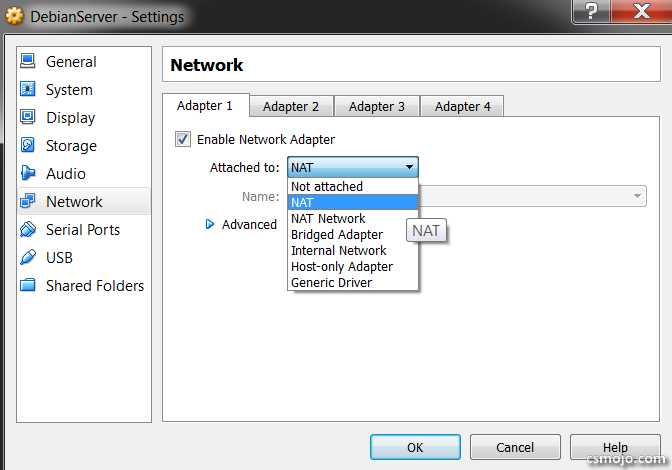 DebianServer - Settings
?
X
General
System
Display
Storage
Audio
Network
Serial Ports
USB
Shared Folders
Network
Adapter 1
Adapter 2
Adapter 3
Adapter 4
Enable Network Adapter
Attached to:
NAT
Not attached
NAT
NAT Network
Bridged Adapter
Internal Network
Host-only Adapter
Generic Driver
Name:
Advanced
NAT
OK
Cancel
Help
csmojo.com